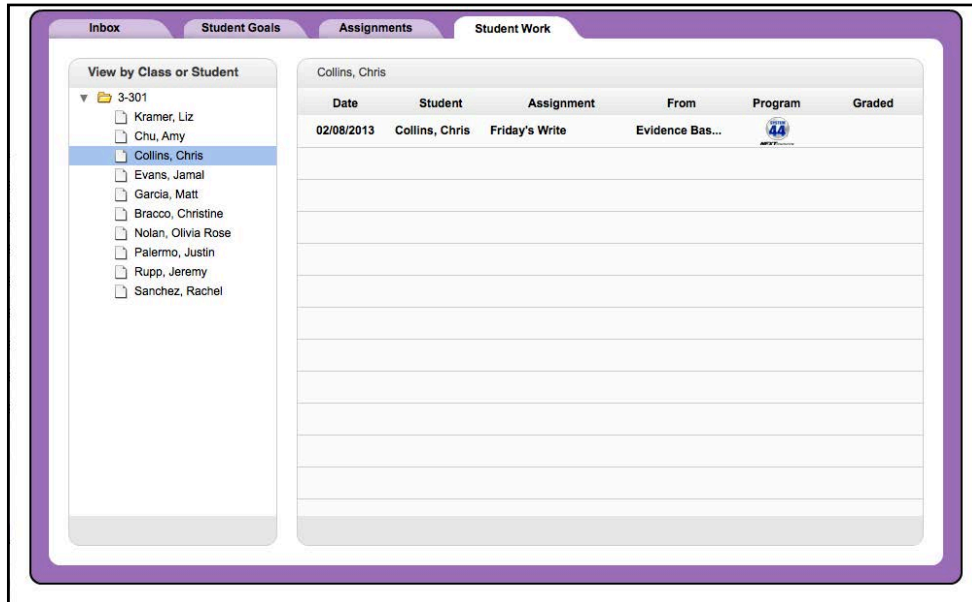 Inbox
Student Goals
Assignments
Student Work
View by Class or Student
3-301
Kramer, Liz
Chu, Amy
Collins, Chris
Evans, Jamal
Garcia, Matt
Bracco, Christine
Nolan, Olivia Rose
Palermo, Justin
Rupp, Jeremy
Sanchez, Rachel
Collins, Chris
Date Student Assignment From Program Graded
02/08/2013 Collins, Chris Friday's Write Evidence Bas...
SYSTEM
44
NEXT